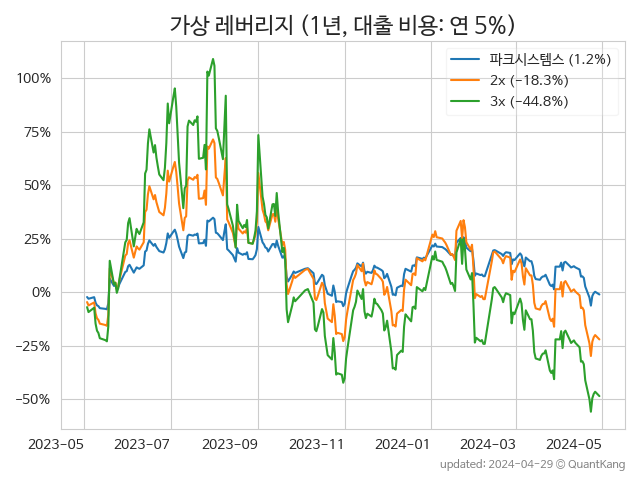 가상 레버리지 (1년, 대출 비용: 연 5%)
파크시스템스 (1.2%)
2x (−18.3%)
3x (−44.8%)
100%
75%
50%
25%
0%
−25%
−50%
2023-05
2023-07
2023-09
2023-11
2024-01
2024-03
2024-05
updated: 2024-04-29 © QuantKang